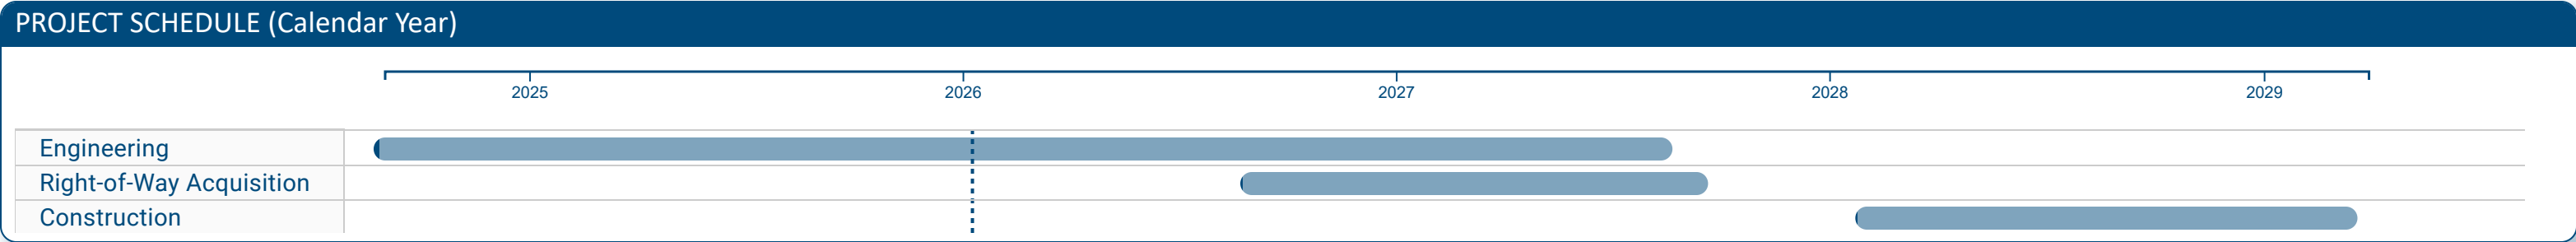 PROJECT SCHEDULE (Calendar Year)
2025 2026 2027 2028 2029
Engineering
Right-of-Way Acquisition
Construction